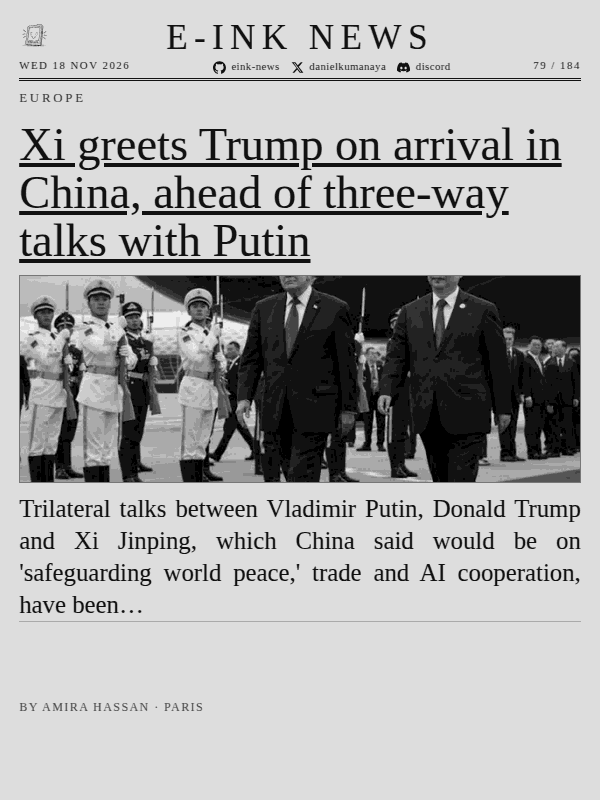 E-INK NEWS
WED 18 NOV 2026
eink-news danielkumanaya discord
79 / 184
EUROPE
Xi greets Trump on arrival in
China, ahead of three-way
talks with Putin
Trilateral talks between Vladimir Putin, Donald Trump
and Xi Jinping, which China said would be on
'safeguarding world peace,' trade and AI cooperation,
have been…
BY AMIRA HASSAN · PARIS